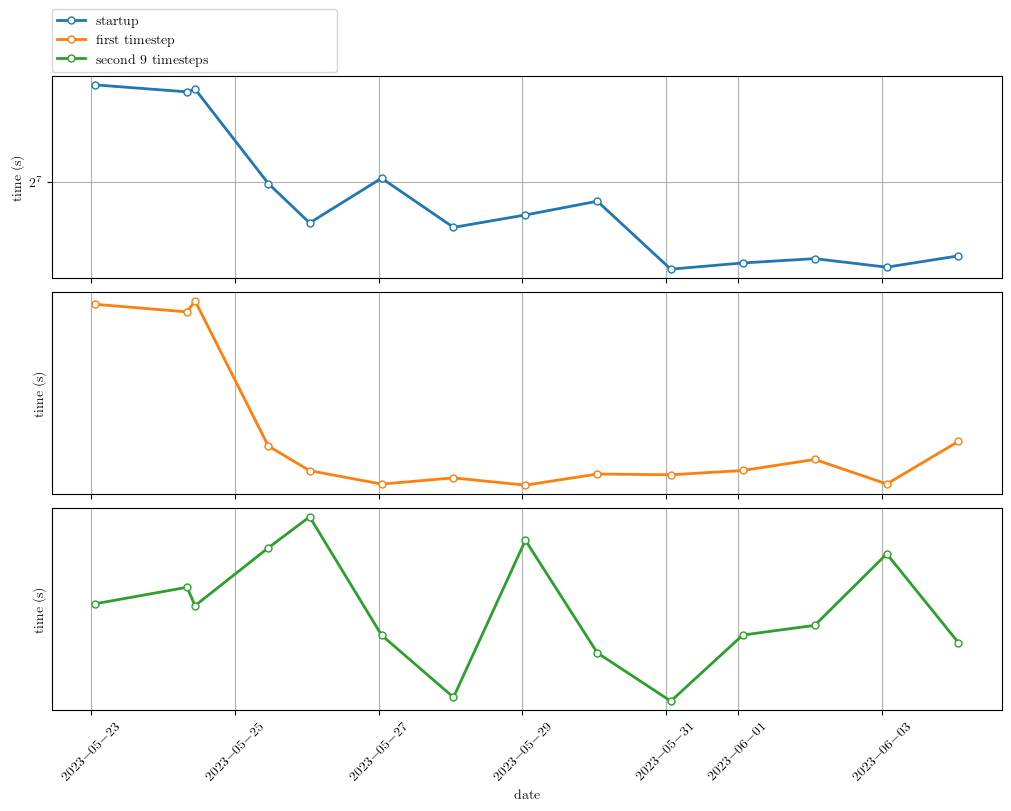 startup
first timestep
second 9 timesteps
time (s)
2⁷
time (s)
time (s)
2023−05−23
2023−05−25
2023−05−27
2023−05−29
2023−05−31
2023−06−01
2023−06−03
date